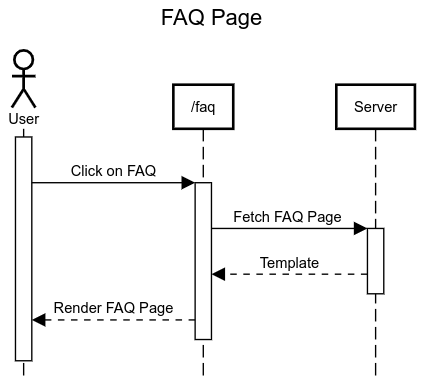 FAQ Page
User
/faq
Server
Click on FAQ
Fetch FAQ Page
Template
Render FAQ Page